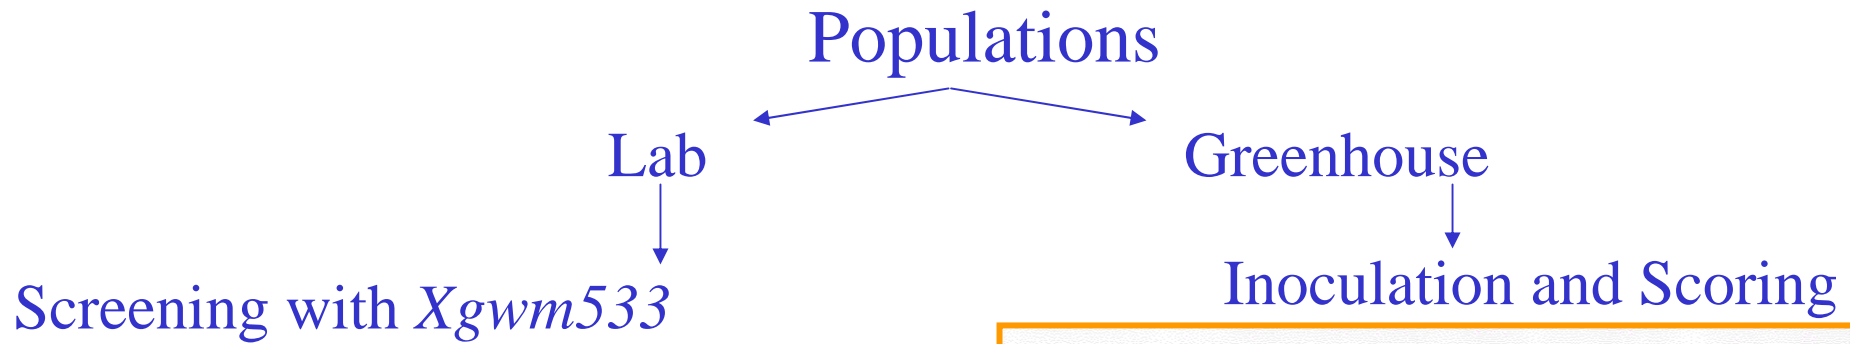 Populations
Lab
Greenhouse
Screening with Xgwm533
Inoculation and Scoring